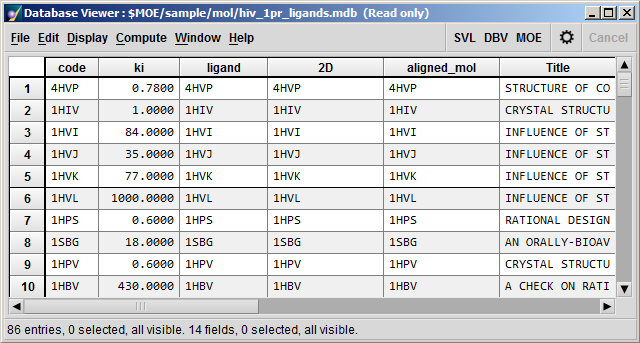 Database Viewer : $MOE/sample/mol/hiv_1pr_ligands.mdb (Read only)
File Edit Display Compute Window Help SVL DBV MOE Cancel
code ki ligand 2D aligned_mol Title
1 4HVP 0.7800 4HVP 4HVP 4HVP STRUCTURE OF CO
2 1HIV 1.0000 1HIV 1HIV 1HIV CRYSTAL STRUCTU
3 1HVI 84.0000 1HVI 1HVI 1HVI INFLUENCE OF ST
4 1HVJ 35.0000 1HVJ 1HVJ 1HVJ INFLUENCE OF ST
5 1HVK 77.0000 1HVK 1HVK 1HVK INFLUENCE OF ST
6 1HVL 1000.0000 1HVL 1HVL 1HVL INFLUENCE OF ST
7 1HPS 0.6000 1HPS 1HPS 1HPS RATIONAL DESIGN
8 1SBG 18.0000 1SBG 1SBG 1SBG AN ORALLY-BIOAV
9 1HPV 0.6000 1HPV 1HPV 1HPV CRYSTAL STRUCTU
10 1HBV 430.0000 1HBV 1HBV 1HBV A CHECK ON RATI
86 entries, 0 selected, all visible. 14 fields, 0 selected, all visible.